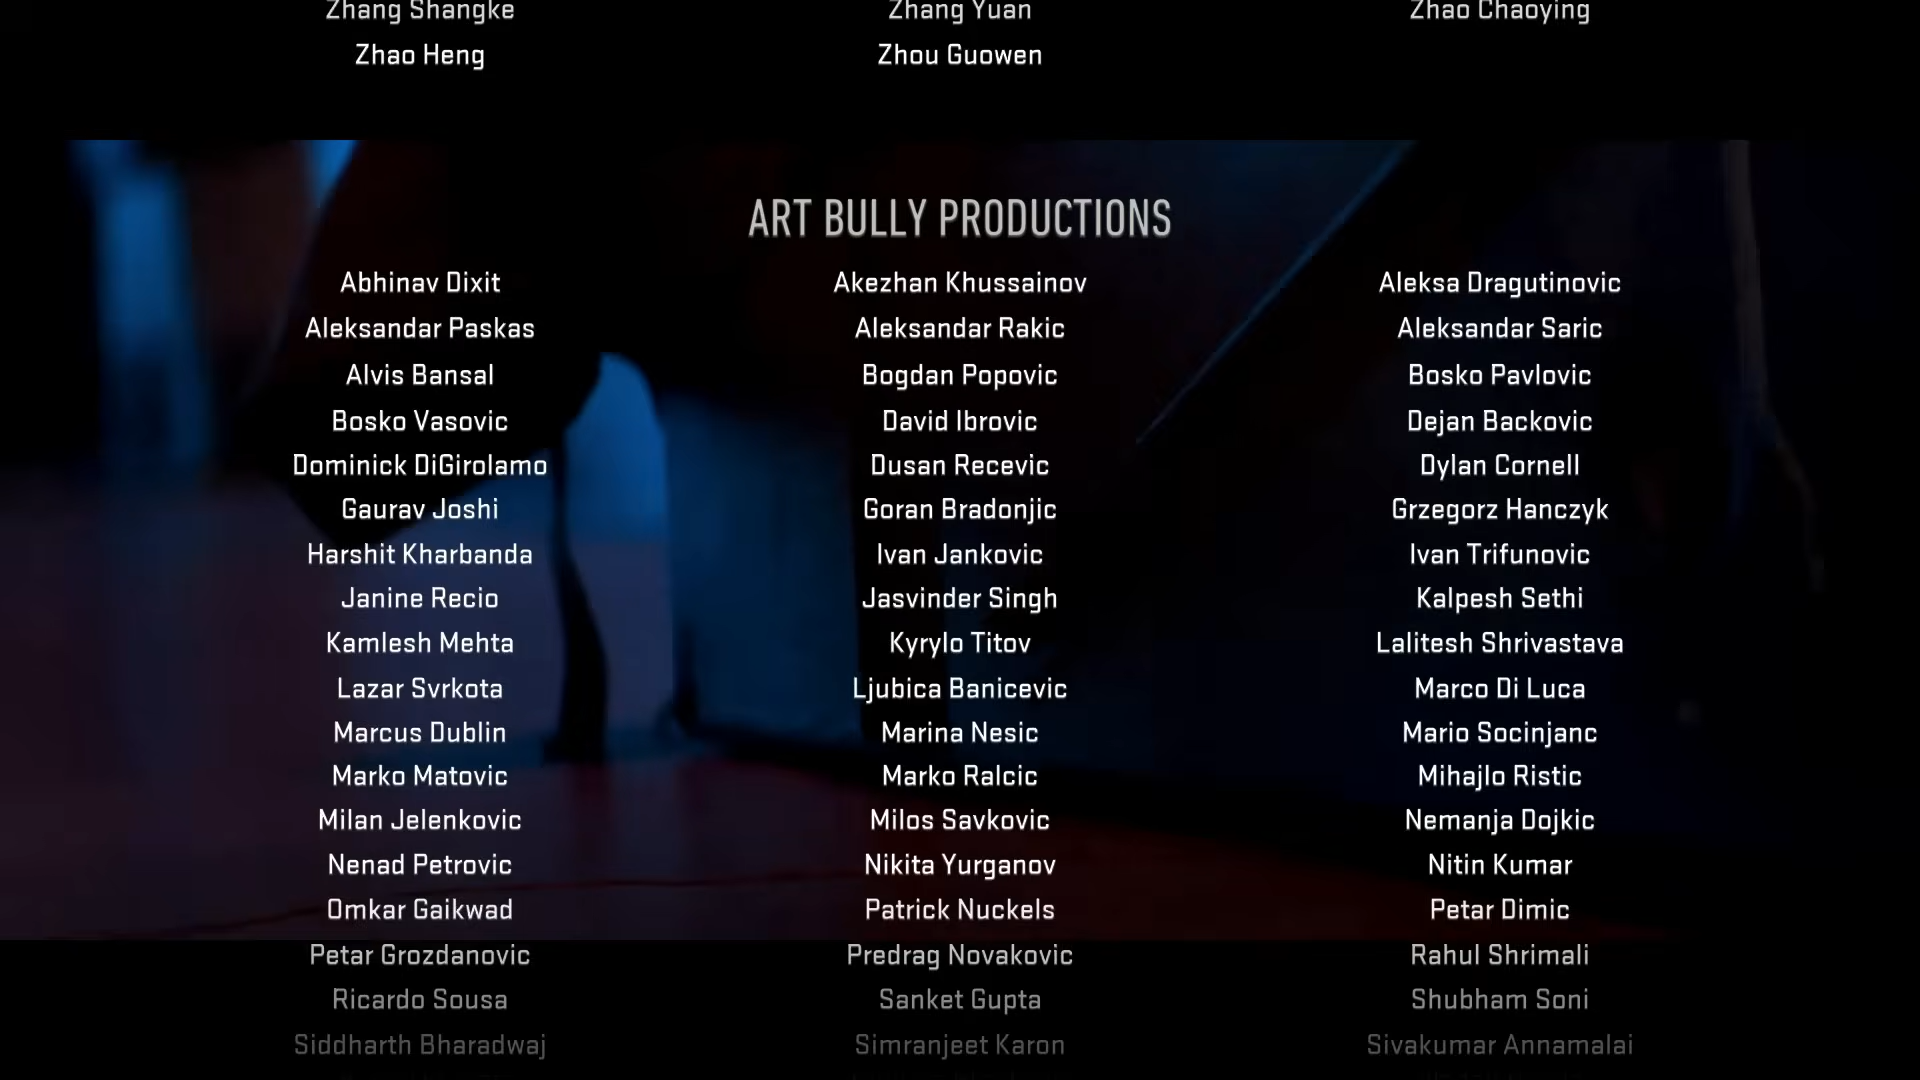 Zhang Shangke Zhang Yuan Zhao Chaoying
Zhao Heng Zhou Guowen
ART BULLY PRODUCTIONS
Abhinav Dixit Akezhan Khussainov Aleksa Dragutinovic
Aleksandar Paskas Aleksandar Rakic Aleksandar Saric
Alvis Bansal Bogdan Popovic Bosko Pavlovic
Bosko Vasovic David Ibrovic Dejan Backovic
Dominick DiGirolamo Dusan Recevic Dylan Cornell
Gaurav Joshi Goran Bradonjic Grzegorz Hanczyk
Harshit Kharbanda Ivan Jankovic Ivan Trifunovic
Janine Recio Jasvinder Singh Kalpesh Sethi
Kamlesh Mehta Kyrylo Titov Lalitesh Shrivastava
Lazar Svrkota Ljubica Banicevic Marco Di Luca
Marcus Dublin Marina Nesic Mario Socinjanc
Marko Matovic Marko Ralcic Mihajlo Ristic
Milan Jelenkovic Milos Savkovic Nemanja Dojkic
Nenad Petrovic Nikita Yurganov Nitin Kumar
Omkar Gaikwad Patrick Nuckels Petar Dimic
Petar Grozdanovic Predrag Novakovic Rahul Shrimali
Ricardo Sousa Sanket Gupta Shubham Soni
Siddharth Bharadwaj Simranjeet Karon Sivakumar Annamalai